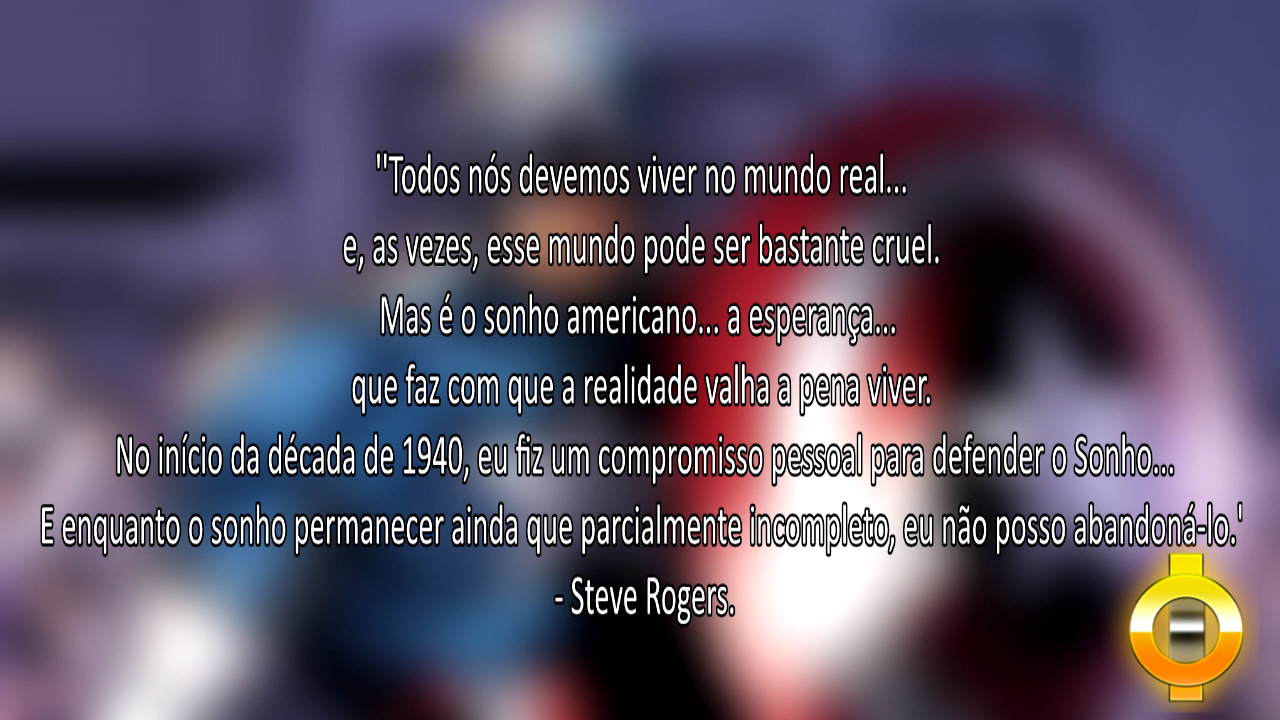 "Todos nós devemos viver no mundo real...
e, as vezes, esse mundo pode ser bastante cruel.
Mas é o sonho americano... a esperança...
que faz com que a realidade valha a pena viver.
No início da década de 1940, eu fiz um compromisso pessoal para defender o Sonho...
E enquanto o sonho permanecer ainda que parcialmente incompleto, eu não posso abandoná-lo.'
- Steve Rogers.